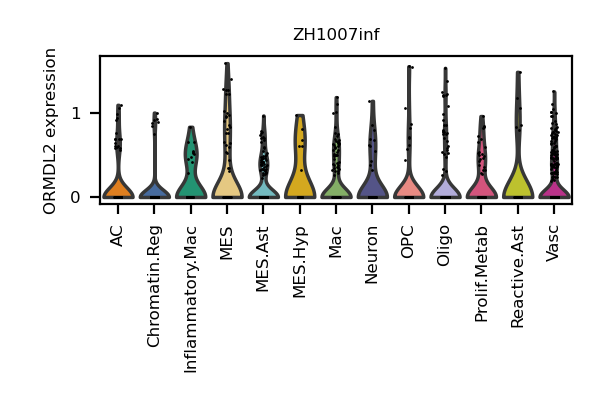 ZH1007inf
ORMDL2 expression
1
0
AC
Chromatin.Reg
Inflammatory.Mac
MES
MES.Ast
MES.Hyp
Mac
Neuron
OPC
Oligo
Prolif.Metab
Reactive.Ast
Vasc